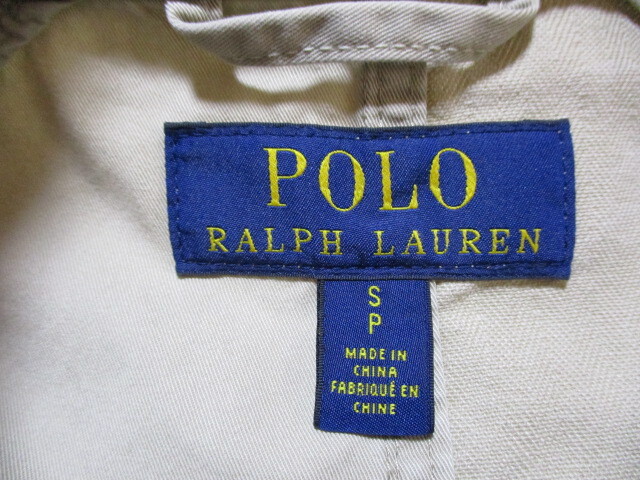 POLO
RALPH LAUREN
S
P
MADE IN
CHINA
FABRIQUÉ EN
CHINE